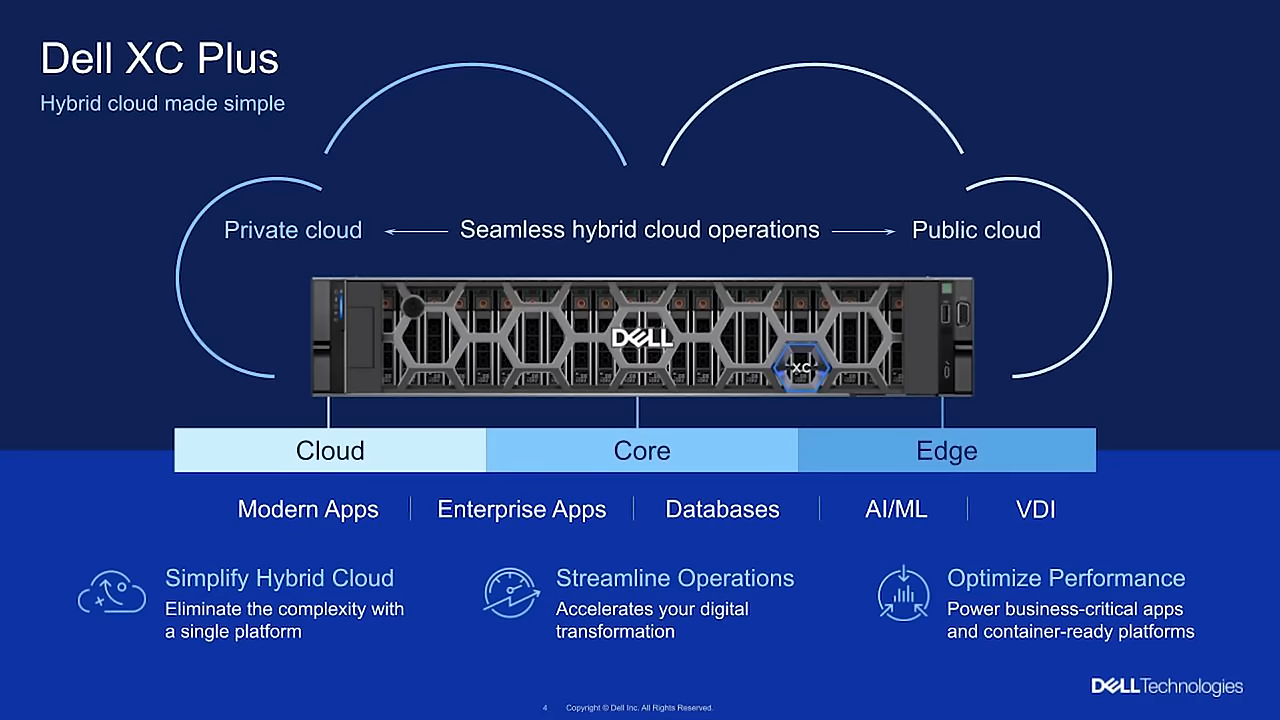 Dell XC Plus
Hybrid cloud made simple
Private cloud
Seamless hybrid cloud operations
Public cloud
DELL
XC
Cloud
Core
Edge
Modern Apps
Enterprise Apps
Databases
AI/ML
VDI
Simplify Hybrid Cloud
Eliminate the complexity with
a single platform
Streamline Operations
Accelerates your digital
transformation
Optimize Performance
Power business-critical apps
and container-ready platforms
DELLTechnologies
4 Copyright © Dell Inc. All Rights Reserved.